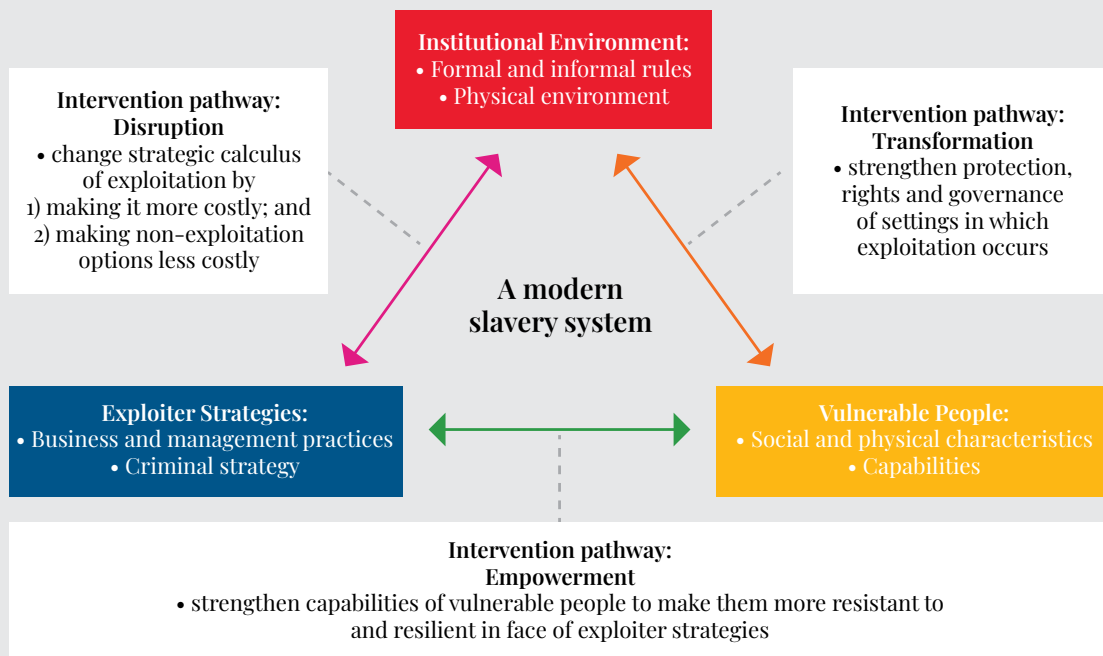 Institutional Environment:
• Formal and informal rules
• Physical environment
Intervention pathway:
Disruption
• change strategic calculus
of exploitation by
1) making it more costly; and
2) making non-exploitation
options less costly
Intervention pathway:
Transformation
• strengthen protection,
rights and governance
of settings in which
exploitation occurs
A modern
slavery system
Exploiter Strategies:
• Business and management practices
• Criminal strategy
Vulnerable People:
• Social and physical characteristics
• Capabilities
Intervention pathway:
Empowerment
• strengthen capabilities of vulnerable people to make them more resistant to
and resilient in face of exploiter strategies